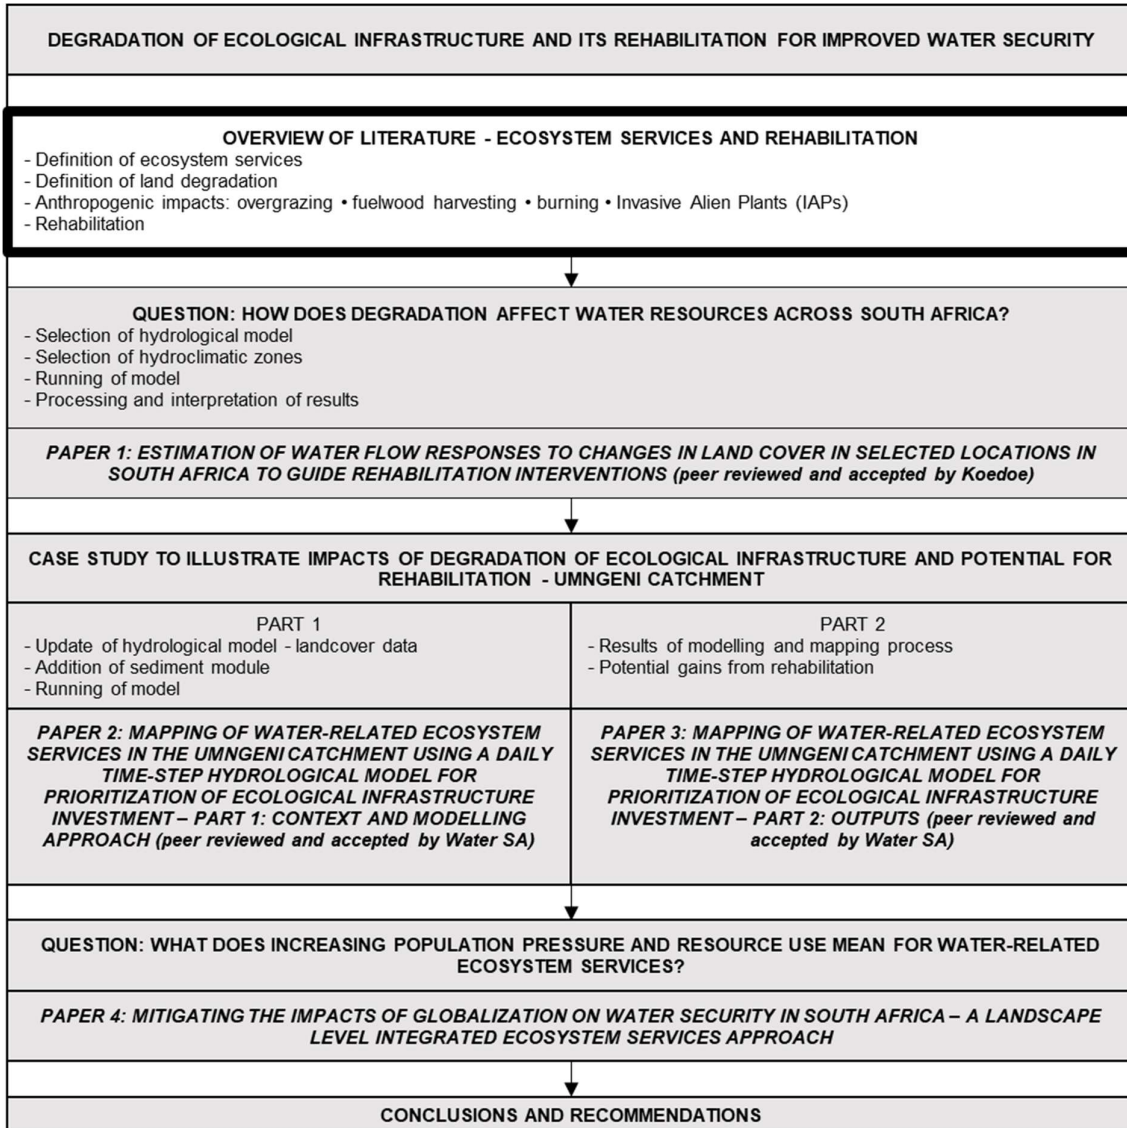 DEGRADATION OF ECOLOGICAL INFRASTRUCTURE AND ITS REHABILITATION FOR IMPROVED WATER SECURITY
OVERVIEW OF LITERATURE - ECOSYSTEM SERVICES AND REHABILITATION
- Definition of ecosystem services
- Definition of land degradation
- Anthropogenic impacts: overgrazing • fuelwood harvesting • burning • Invasive Alien Plants (IAPs)
- Rehabilitation
QUESTION: HOW DOES DEGRADATION AFFECT WATER RESOURCES ACROSS SOUTH AFRICA?
- Selection of hydrological model
- Selection of hydroclimatic zones
- Running of model
- Processing and interpretation of results
PAPER 1: ESTIMATION OF WATER FLOW RESPONSES TO CHANGES IN LAND COVER IN SELECTED LOCATIONS IN
SOUTH AFRICA TO GUIDE REHABILITATION INTERVENTIONS (peer reviewed and accepted by Koedoe)
CASE STUDY TO ILLUSTRATE IMPACTS OF DEGRADATION OF ECOLOGICAL INFRASTRUCTURE AND POTENTIAL FOR
REHABILITATION - UMNGENI CATCHMENT
PART 1
- Update of hydrological model - landcover data
- Addition of sediment module
- Running of model
PART 2
- Results of modelling and mapping process
- Potential gains from rehabilitation
PAPER 2: MAPPING OF WATER-RELATED ECOSYSTEM
SERVICES IN THE UMNGENI CATCHMENT USING A DAILY
TIME-STEP HYDROLOGICAL MODEL FOR
PRIORITIZATION OF ECOLOGICAL INFRASTRUCTURE
INVESTMENT – PART 1: CONTEXT AND MODELLING
APPROACH (peer reviewed and accepted by Water SA)
PAPER 3: MAPPING OF WATER-RELATED ECOSYSTEM
SERVICES IN THE UMNGENI CATCHMENT USING A DAILY
TIME-STEP HYDROLOGICAL MODEL FOR
PRIORITIZATION OF ECOLOGICAL INFRASTRUCTURE
INVESTMENT – PART 2: OUTPUTS (peer reviewed and
accepted by Water SA)
QUESTION: WHAT DOES INCREASING POPULATION PRESSURE AND RESOURCE USE MEAN FOR WATER-RELATED
ECOSYSTEM SERVICES?
PAPER 4: MITIGATING THE IMPACTS OF GLOBALIZATION ON WATER SECURITY IN SOUTH AFRICA – A LANDSCAPE
LEVEL INTEGRATED ECOSYSTEM SERVICES APPROACH
CONCLUSIONS AND RECOMMENDATIONS